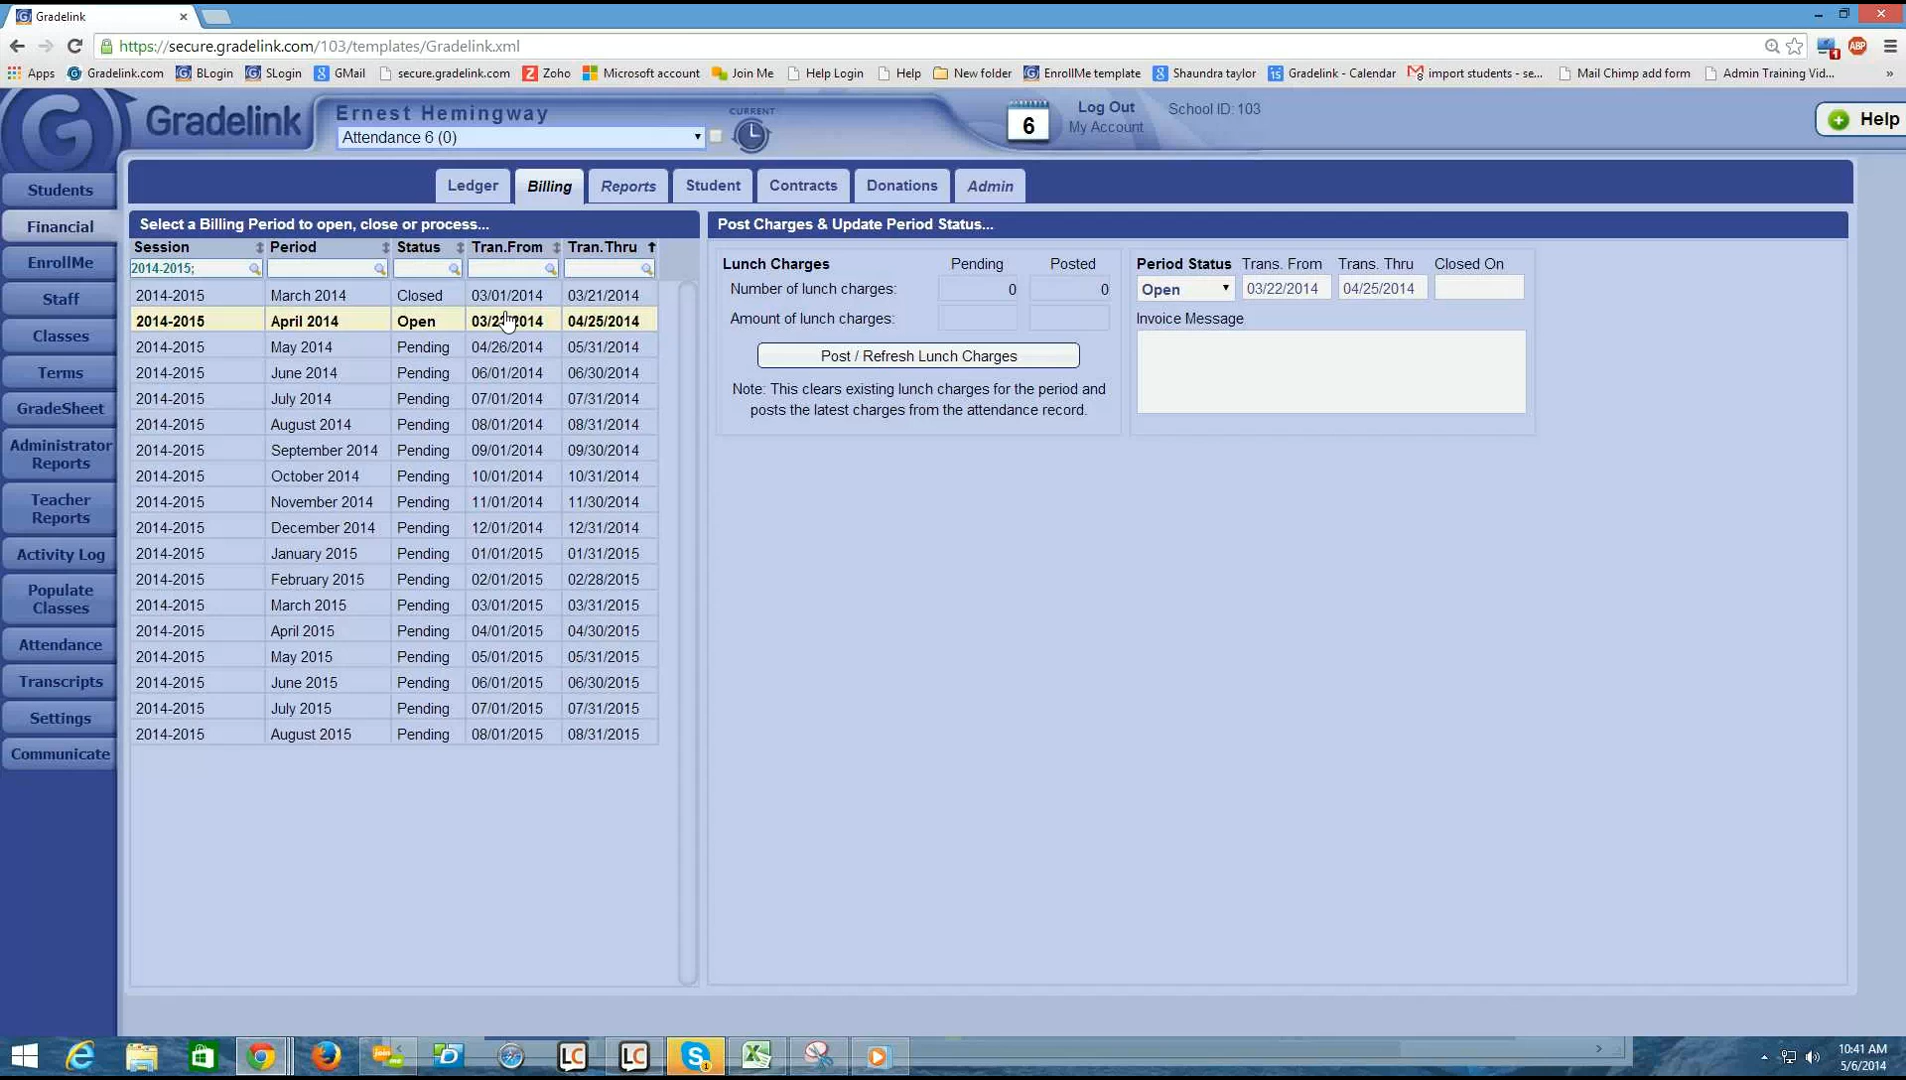 Gradelink
https://secure.gradelink.com/103/templates/Gradelink.xml
Apps Gradelink.com BLogin SLogin GMail secure.gradelink.com Zoho Microsoft account Join Me Help Login Help New folder EnrollMe template Shaundra taylor Gradelink - Calendar import students - se... Mail Chimp add form Admin Training Vid... »
Gradelink
Ernest Hemingway
Attendance 6 (0)
CURRENT
6
Log Out
My Account
School ID: 103
Help
Students
Financial
EnrollMe
Staff
Classes
Terms
GradeSheet
Administrator
Reports
Teacher
Reports
Activity Log
Populate
Classes
Attendance
Transcripts
Settings
Communicate
Ledger Billing Reports Student Contracts Donations Admin
Select a Billing Period to open, close or process...
Session Period Status Tran.From Tran.Thru
2014-2015;
2014-2015 March 2014 Closed 03/01/2014 03/21/2014
2014-2015 April 2014 Open 03/22/2014 04/25/2014
2014-2015 May 2014 Pending 04/26/2014 05/31/2014
2014-2015 June 2014 Pending 06/01/2014 06/30/2014
2014-2015 July 2014 Pending 07/01/2014 07/31/2014
2014-2015 August 2014 Pending 08/01/2014 08/31/2014
2014-2015 September 2014 Pending 09/01/2014 09/30/2014
2014-2015 October 2014 Pending 10/01/2014 10/31/2014
2014-2015 November 2014 Pending 11/01/2014 11/30/2014
2014-2015 December 2014 Pending 12/01/2014 12/31/2014
2014-2015 January 2015 Pending 01/01/2015 01/31/2015
2014-2015 February 2015 Pending 02/01/2015 02/28/2015
2014-2015 March 2015 Pending 03/01/2015 03/31/2015
2014-2015 April 2015 Pending 04/01/2015 04/30/2015
2014-2015 May 2015 Pending 05/01/2015 05/31/2015
2014-2015 June 2015 Pending 06/01/2015 06/30/2015
2014-2015 July 2015 Pending 07/01/2015 07/31/2015
2014-2015 August 2015 Pending 08/01/2015 08/31/2015
Post Charges & Update Period Status...
Lunch Charges Pending Posted
Number of lunch charges: 0 0
Amount of lunch charges:
Post / Refresh Lunch Charges
Note: This clears existing lunch charges for the period and
posts the latest charges from the attendance record.
Period Status Trans. From Trans. Thru Closed On
Open 03/22/2014 04/25/2014
Invoice Message
10:41 AM
5/6/2014